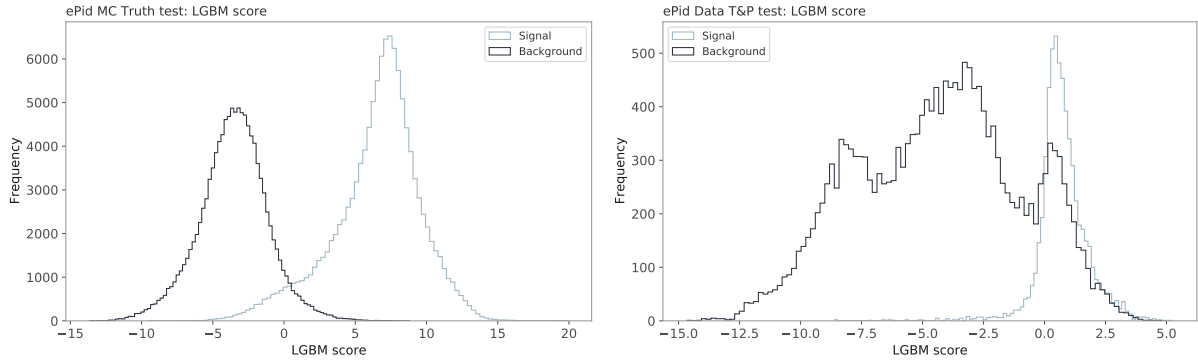 ePid MC Truth test: LGBM score
Signal
Background
Frequency
6000
5000
4000
3000
2000
1000
0
−15 −10 −5 0 5 10 15 20
LGBM score
ePid Data T&P test: LGBM score
Signal
Background
Frequency
500
400
300
200
100
0
−15.0 −12.5 −10.0 −7.5 −5.0 −2.5 0.0 2.5 5.0
LGBM score